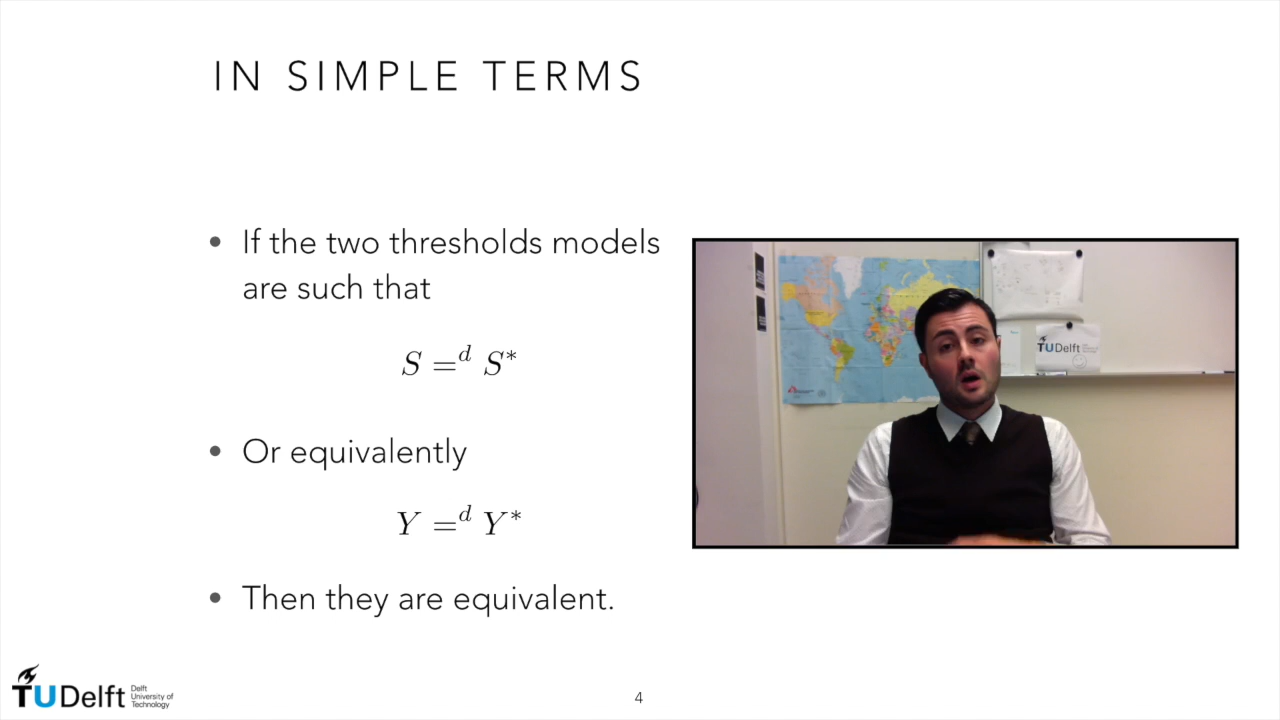 IN SIMPLE TERMS
• If the two thresholds models
are such that
S =^d S*
• Or equivalently
Y =^d Y*
• Then they are equivalent.
TUDelft
TUDelft
Delft
University of
Technology
4